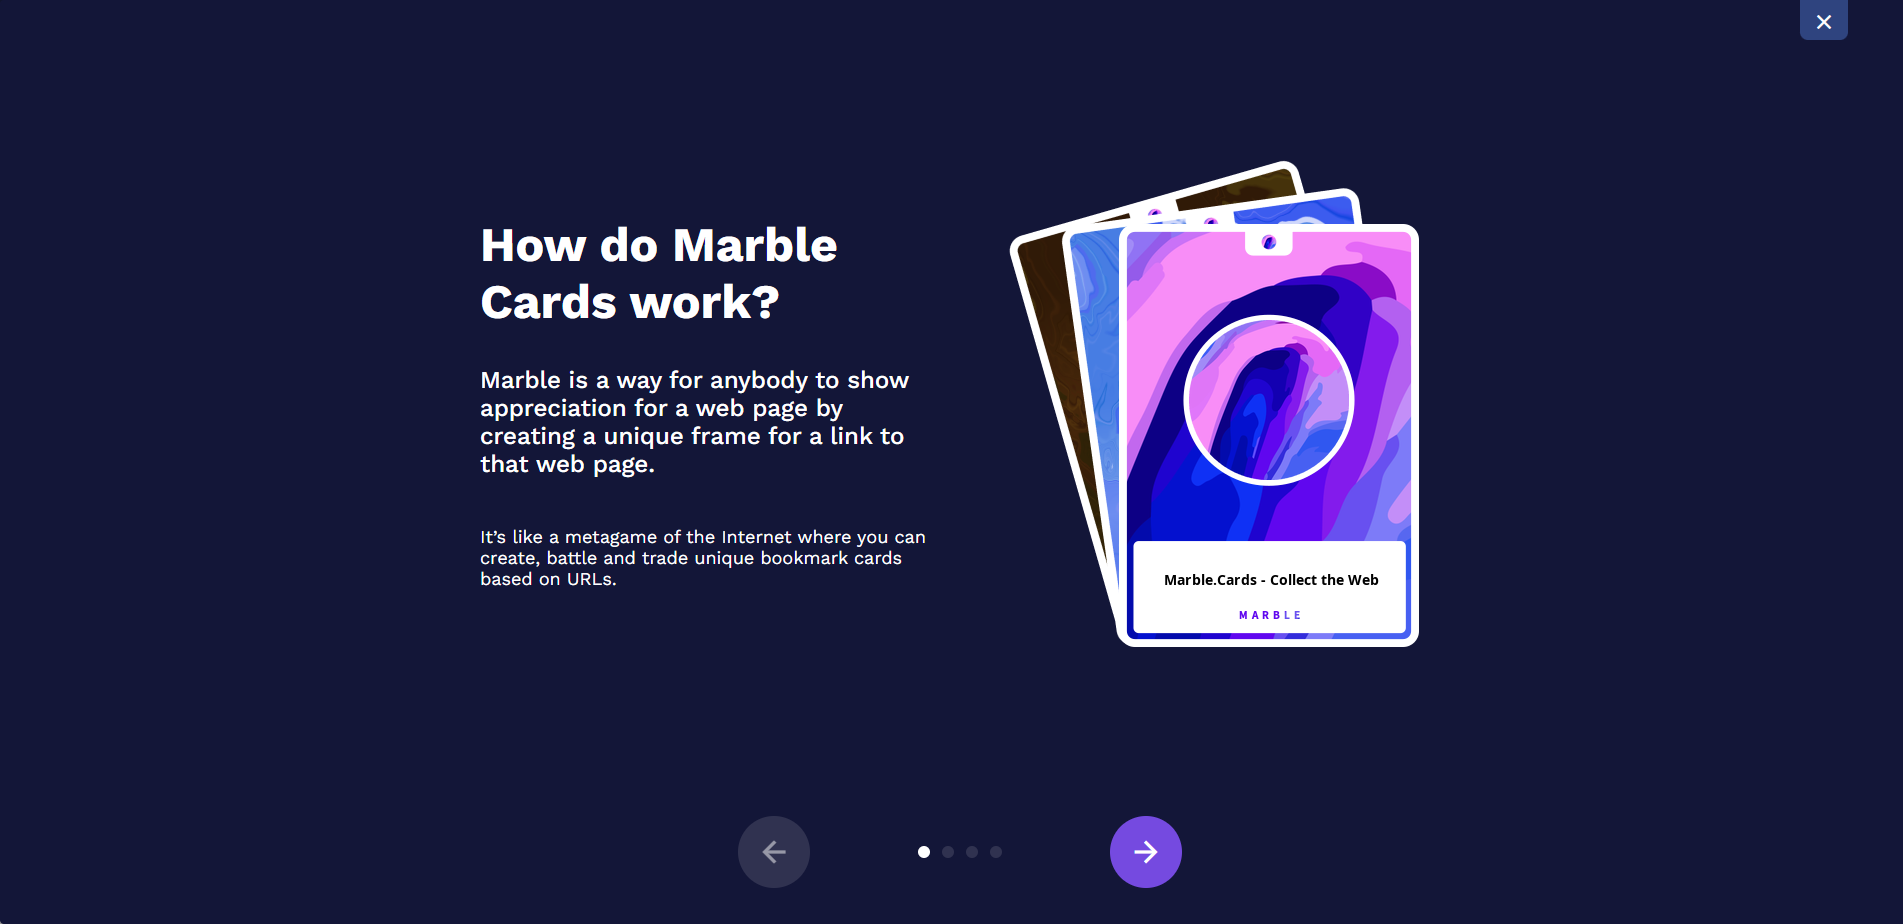 How do Marble
Cards work?
Marble is a way for anybody to show
appreciation for a web page by
creating a unique frame for a link to
that web page.
It’s like a metagame of the Internet where you can
create, battle and trade unique bookmark cards
based on URLs.
Marble.Cards - Collect the Web
MARBLE